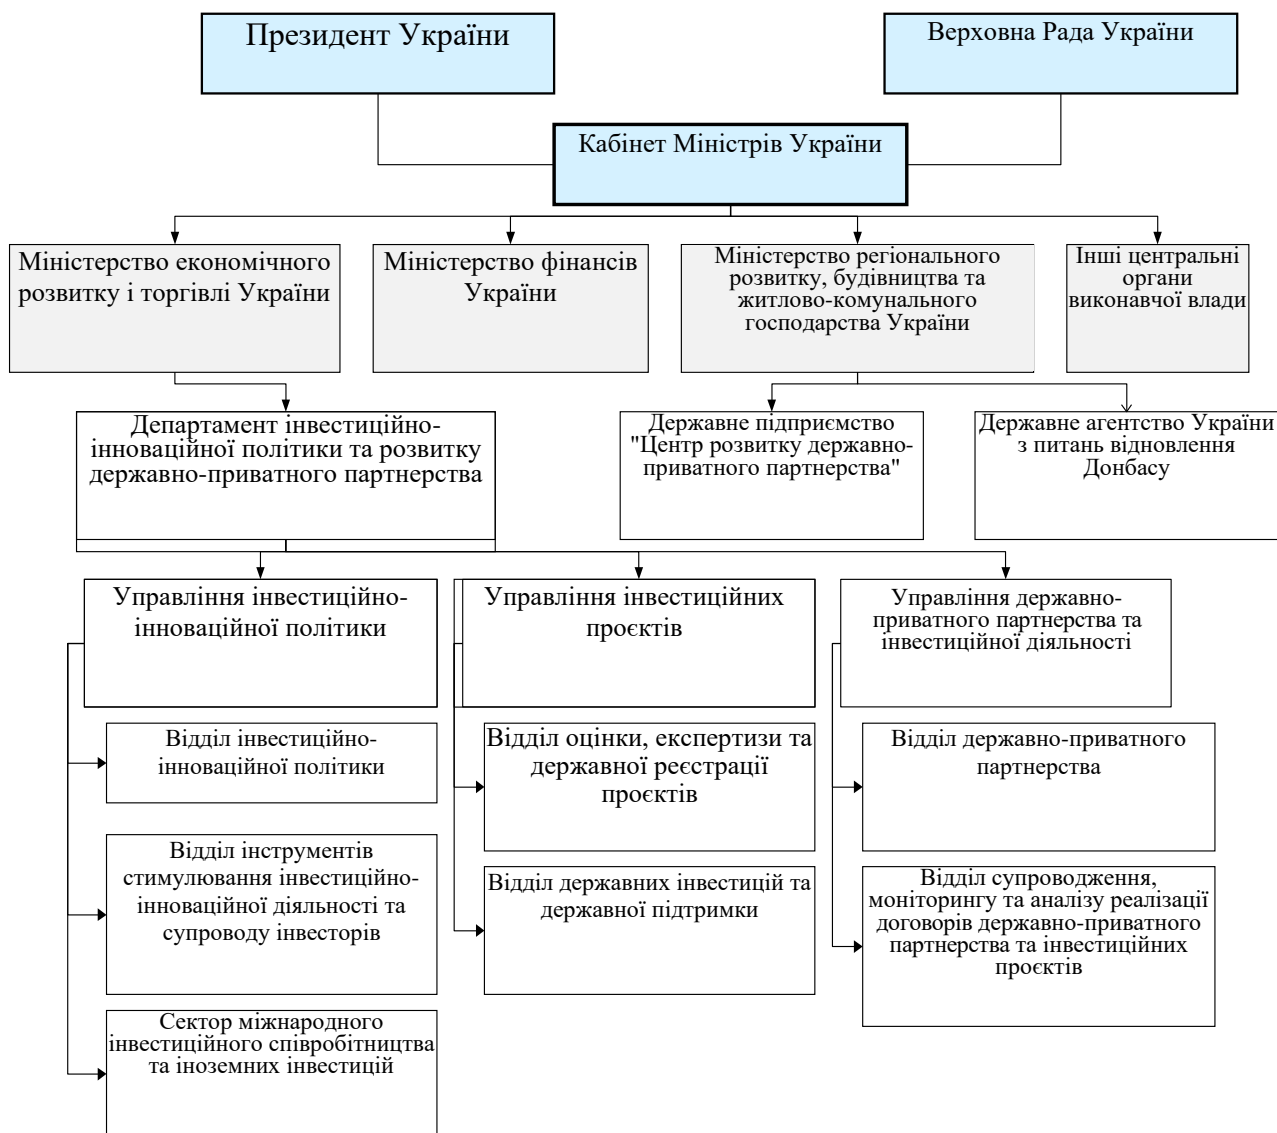 Президент України
Верховна Рада України
Кабінет Міністрів України
Міністерство економічного
розвитку і торгівлі України
Міністерство фінансів
України
Міністерство регіонального
розвитку, будівництва та
житлово-комунального
господарства України
Інші центральні
органи
виконавчої влади
Департамент інвестиційно-
інноваційної політики та розвитку
державно-приватного партнерства
Державне підприємство
"Центр розвитку державно-
приватного партнерства"
Державне агентство України
з питань відновлення
Донбасу
Управління інвестиційно-
інноваційної політики
Управління інвестиційних
проєктів
Управління державно-
приватного партнерства та
інвестиційної діяльності
Відділ інвестиційно-
інноваційної політики
Відділ оцінки, експертизи та
державної реєстрації
проєктів
Відділ державно-приватного
партнерства
Відділ інструментів
стимулювання інвестиційно-
інноваційної діяльності та
супроводу інвесторів
Відділ державних інвестицій та
державної підтримки
Відділ супроводження,
моніторингу та аналізу реалізації
договорів державно-приватного
партнерства та інвестиційних
проєктів
Сектор міжнародного
інвестиційного співробітництва
та іноземних інвестицій